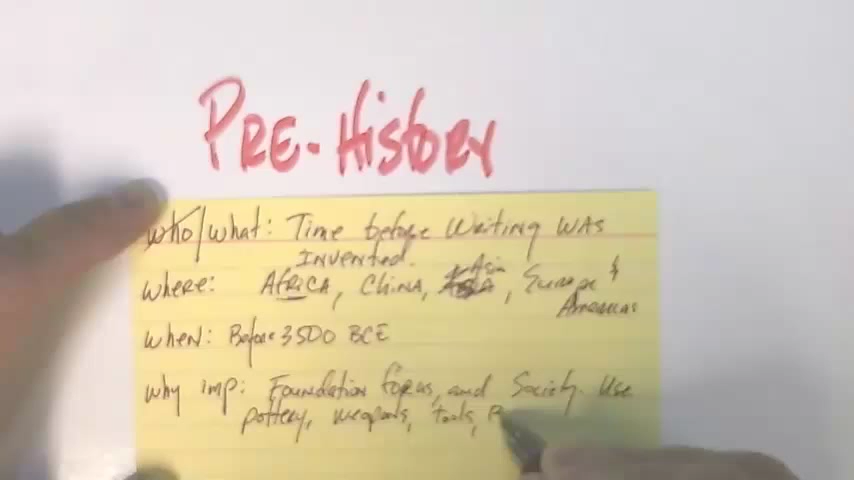 PRE-HISTORY
Who/what: Time before Writing WAS
Invented.
Where: AFRICA, CHINA, Asia, Europe &
Americas
When: Before 3500 BCE
Why imp: Foundation for us, and Society. Use
pottery, weapons, tools, B